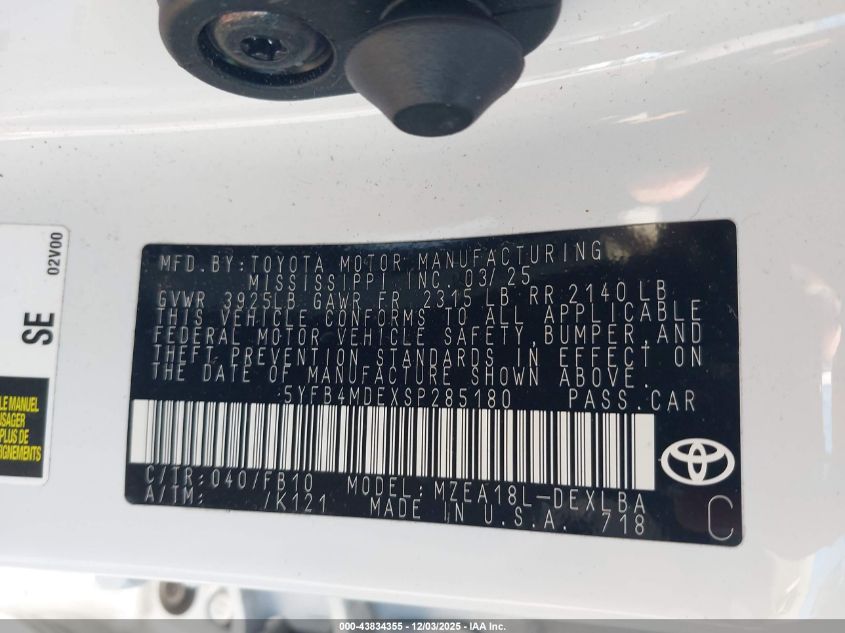 02V00
SE
LE MANUEL
USAGER
PLUS DE
EIGNEMENTS
MFD. BY: TOYOTA MOTOR MANUFACTURING
MISSISSIPPI INC. 03/25
GVWR 3925LB GAWR FR 2315 LB RR 2140 LB
THIS VEHICLE CONFORMS TO ALL APPLICABLE
FEDERAL MOTOR VEHICLE SAFETY, BUMPER, AND
THEFT PREVENTION STANDARDS IN EFFECT ON
THE DATE OF MANUFACTURE SHOWN ABOVE.
5YFB4MDEXSP285180 PASS. CAR
C/TR: 040/FB10 MODEL: MZEA18L-DEXLBA
A/TM: /K121 MADE IN U.S.A. 718
C
000-43834355 - 12/03/2025 - IAA Inc.